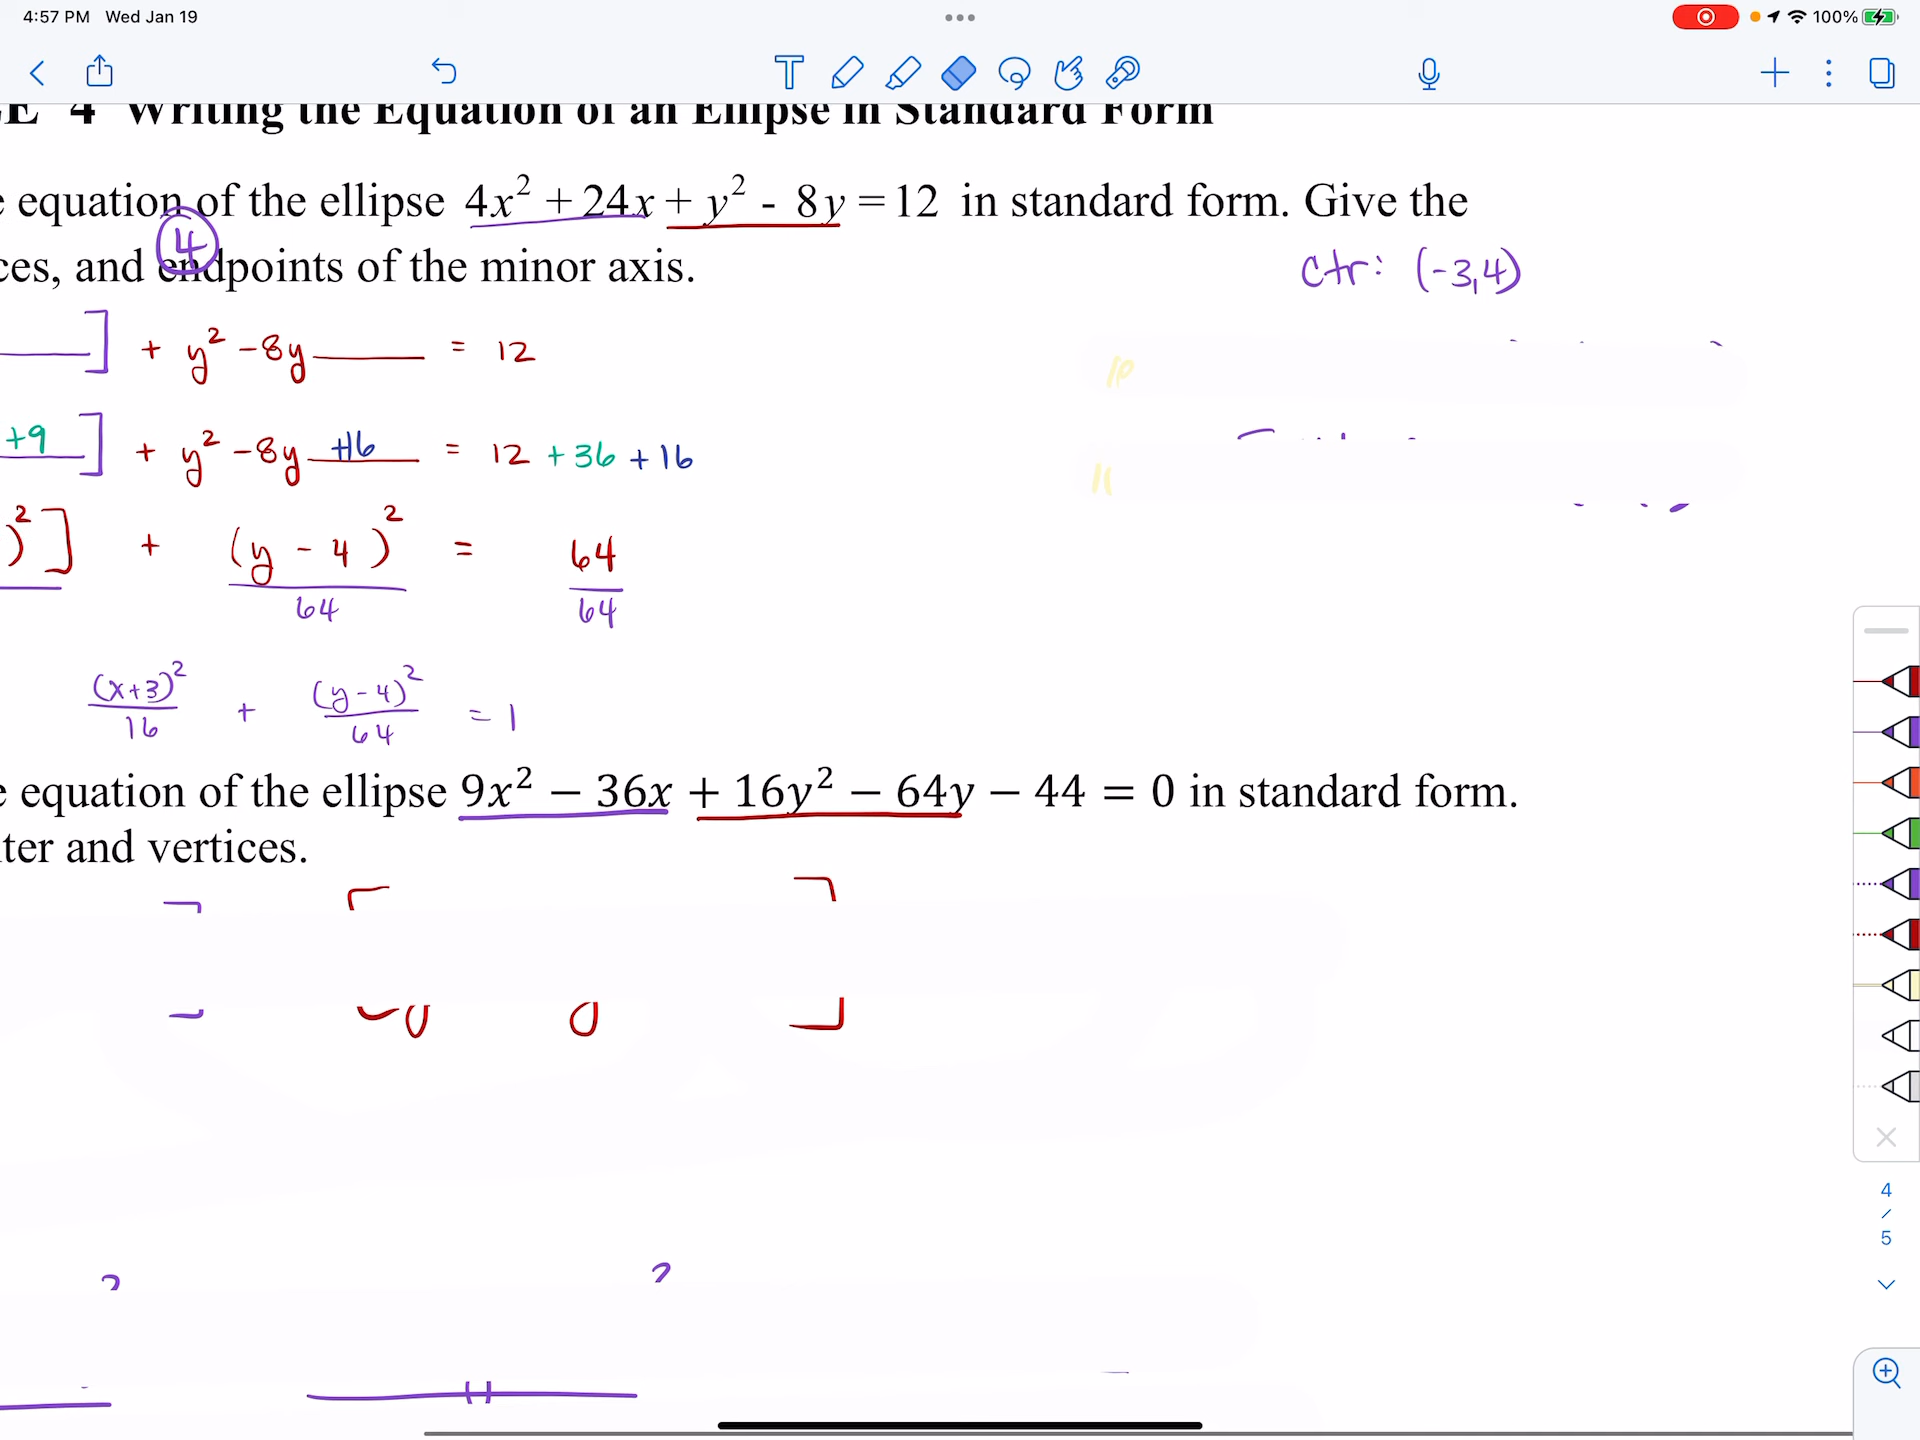 4:57 PM Wed Jan 19
100%
4 Writing the Equation of an Ellipse in Standard Form
equation of the ellipse 4x² + 24x + y² - 8y = 12 in standard form. Give the
4
ces, and endpoints of the minor axis.
ctr: (-3,4)
] + y² -8y ____ = 12
+9 ] + y² -8y +16 = 12 +36 +16
)² ] + (y - 4)² = 64
64 64
(x+3)² + (y-4)² = 1
16 64
equation of the ellipse 9x² − 36x + 16y² − 64y − 44 = 0 in standard form.
ter and vertices.
4
/
5